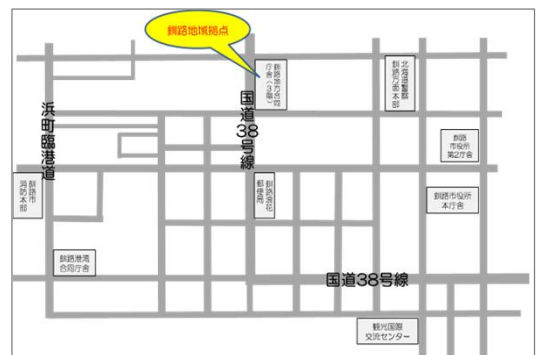 釧路地域拠点
釧路地方合同
庁舎(3階)
北海道警察
釧路方面本部
浜町臨港道
国道38号線
釧路
市役所
第2庁舎
釧路市
消防本部
釧路浪花
郵便局
釧路市役所
本庁舎
釧路港湾
合同庁舎
国道38号線
観光国際
交流センター